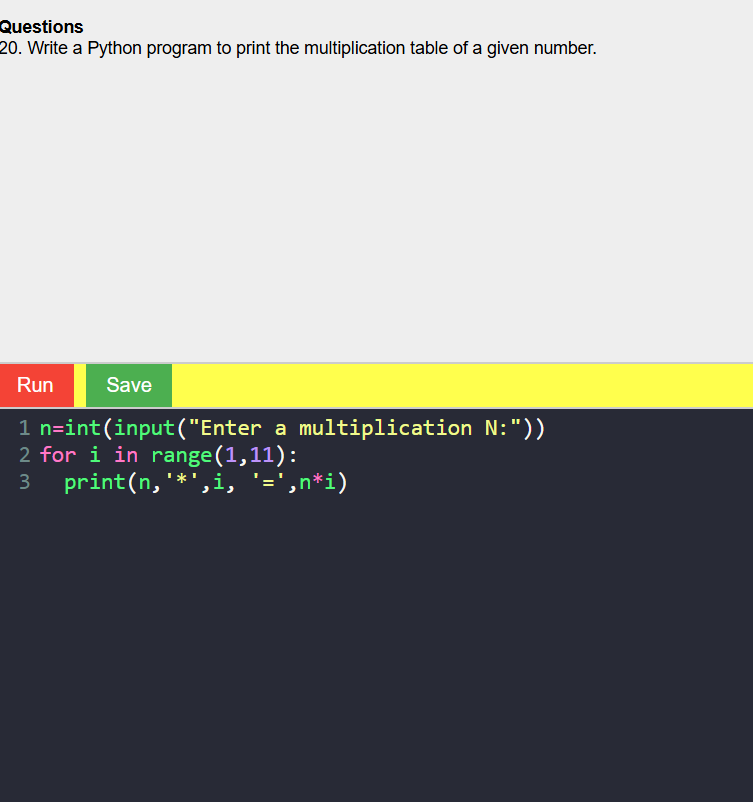 Questions
20. Write a Python program to print the multiplication table of a given number.
Run Save
1 n=int(input("Enter a multiplication N:"))
2 for i in range(1,11):
3   print(n,'*',i, '=',n*i)